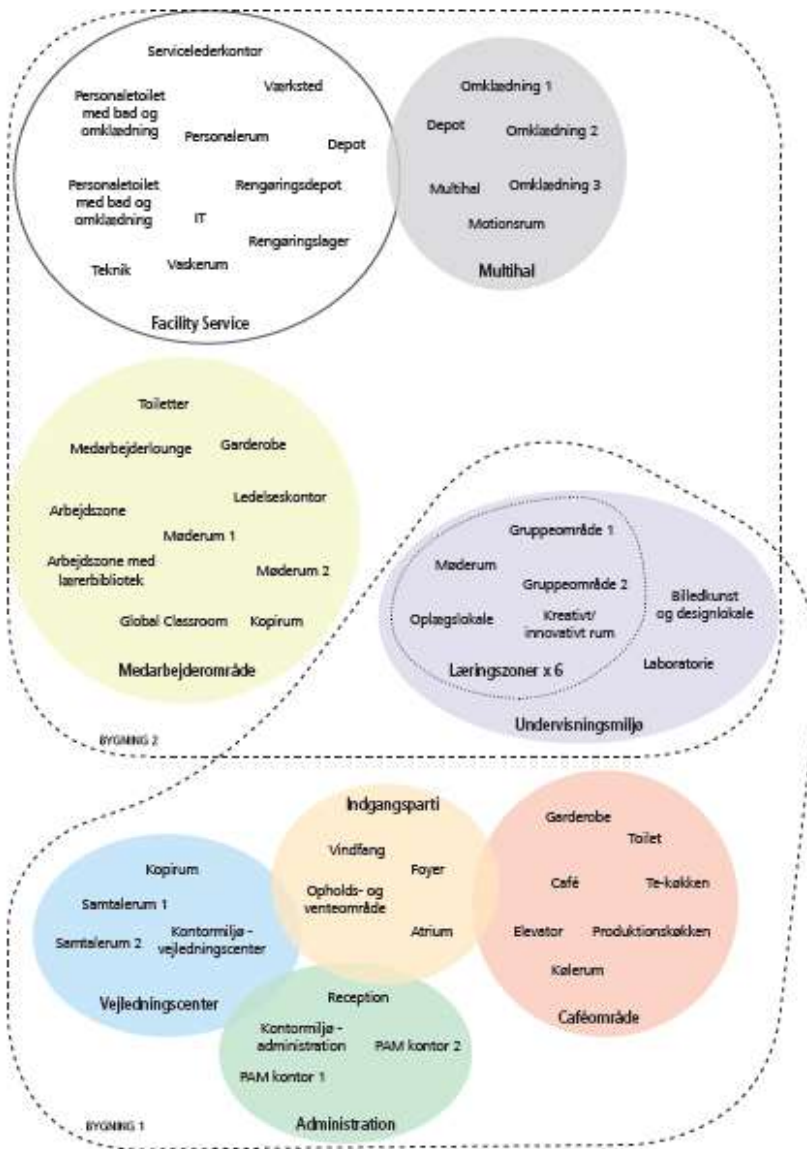 Servicelederkontor
Værksted
Personaletoilet
med bad og
omklædning
Personalerum
Depot
Personaletoilet
med bad og
omklædning
Rengøringsdepot
IT
Rengøringslager
Teknik
Vaskerum
Facility Service
Omklædning 1
Depot
Omklædning 2
Multihal
Omklædning 3
Motionsrum
Multihal
Toiletter
Medarbejderlounge
Garderobe
Ledelseskontor
Arbejdszone
Møderum 1
Arbejdszone med
lærerbibliotek
Møderum 2
Global Classroom
Kopirum
Medarbejderområde
Gruppeområde 1
Møderum
Gruppeområde 2
Billedkunst
og designlokale
Oplægslokale
Kreativt/
innovativt rum
Læringszoner x 6
Laboratorie
Undervisningsmiljø
BYGNING 2
Indgangsparti
Vindfang
Foyer
Opholds- og
venteområde
Atrium
Garderobe
Toilet
Café
Te-køkken
Elevator
Produktionskøkken
Kølerum
Caféområde
Kopirum
Samtalerum 1
Samtalerum 2
Kontormiljø -
vejledningscenter
Vejledningscenter
Reception
Kontormiljø -
administration
PAM kontor 2
PAM kontor 1
Administration
BYGNING 1